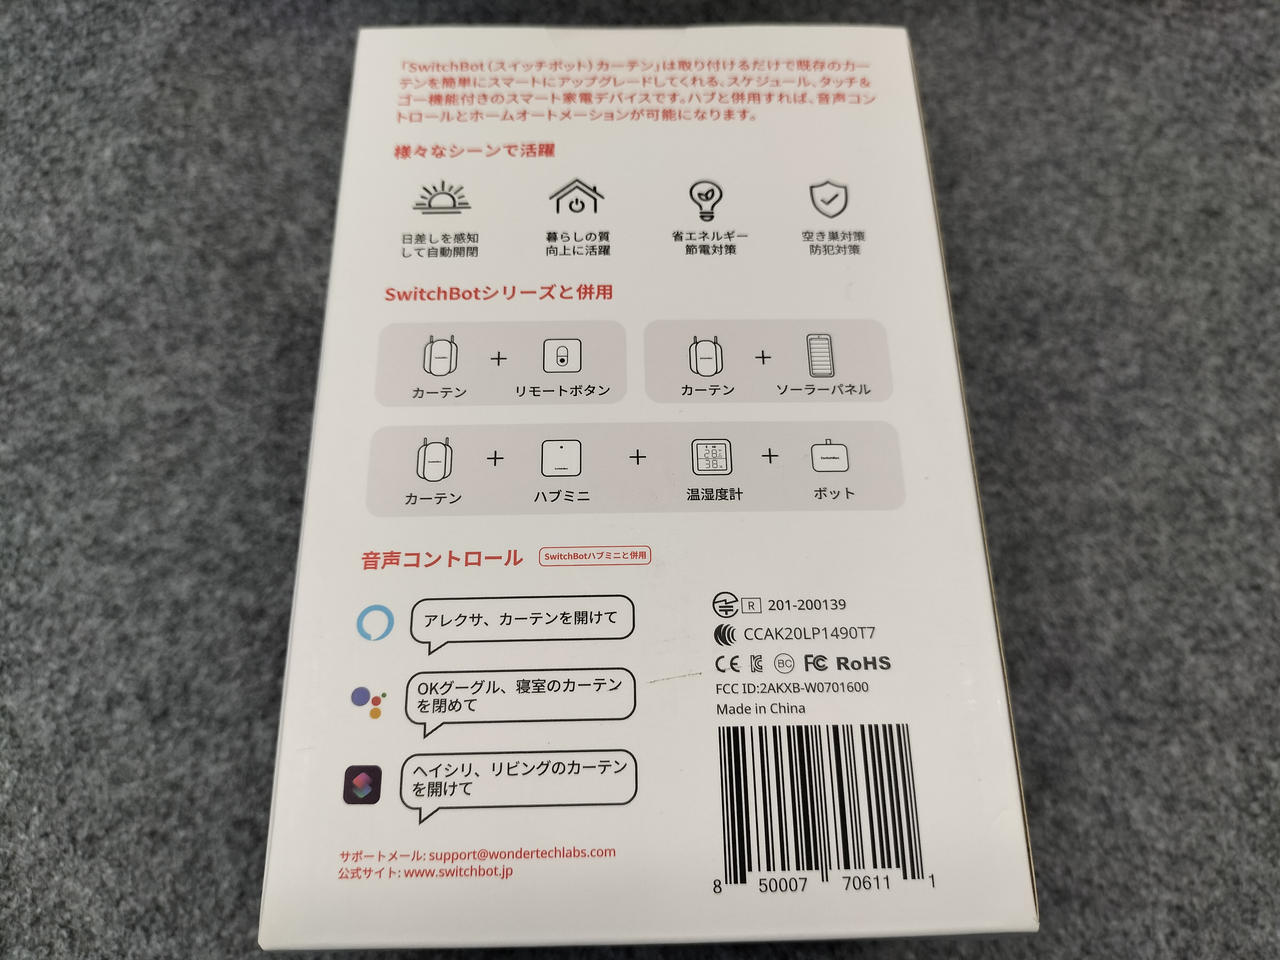 「SwitchBot（スイッチボット）カーテン」は取り付けるだけで既存のカー
テンを簡単にスマートにアップグレードしてくれる、スケジュール、タッチ&
ゴー機能付きのスマート家電デバイスです。ハブと併用すれば、音声コン
トロールとホームオートメーションが可能になります。
様々なシーンで活躍
日差しを感知
して自動開閉
暮らしの質
向上に活躍
省エネルギー
節電対策
空き巣対策
防犯対策
SwitchBotシリーズと併用
カーテン
+
リモートボタン
カーテン
+
ソーラーパネル
カーテン
+
ハブミニ
+
温湿度計
+
ボット
音声コントロール
SwitchBotハブミニと併用
アレクサ、カーテンを開けて
OKグーグル、寝室のカーテン
を閉めて
ヘイシリ、リビングのカーテン
を開けて
サポートメール: support@wondertechlabs.com
公式サイト: www.switchbot.jp
R 201-200139
CCAK20LP1490T7
CE BC FC RoHS
FCC ID:2AKXB-W0701600
Made in China
8 50007 70611 1